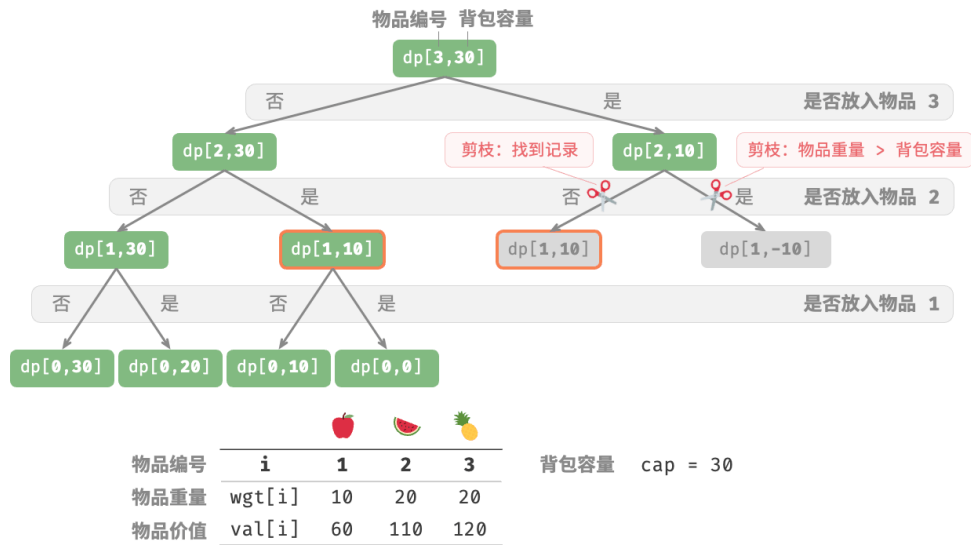 物品编号 背包容量
dp[3,30]
否 是 是否放入物品 3
dp[2,30] 剪枝：找到记录 dp[2,10] 剪枝：物品重量 > 背包容量
否 是 否 是 是否放入物品 2
dp[1,30] dp[1,10] dp[1,10] dp[1,-10]
否 是 否 是 是否放入物品 1
dp[0,30] dp[0,20] dp[0,10] dp[0,0]
物品编号 i 1 2 3 背包容量 cap = 30
物品重量 wgt[i] 10 20 20
物品价值 val[i] 60 110 120